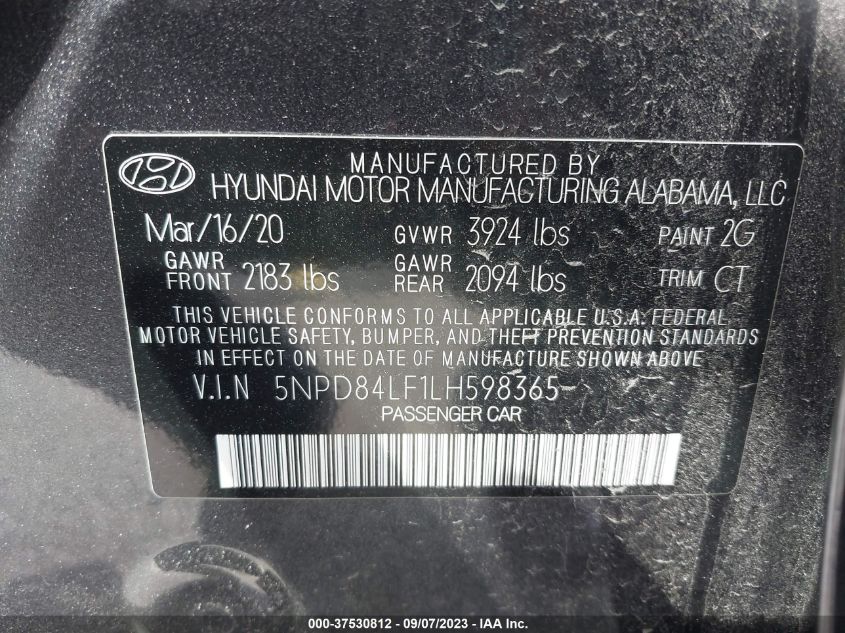 MANUFACTURED BY
HYUNDAI MOTOR MANUFACTURING ALABAMA, LLC
Mar/16/20 GVWR 3924 lbs PAINT 2G
GAWR FRONT 2183 lbs GAWR REAR 2094 lbs TRIM CT
THIS VEHICLE CONFORMS TO ALL APPLICABLE U.S.A. FEDERAL
MOTOR VEHICLE SAFETY, BUMPER, AND THEFT PREVENTION STANDARDS
IN EFFECT ON THE DATE OF MANUFACTURE SHOWN ABOVE
V.I.N 5NPD84LF1LH598365
PASSENGER CAR
000-37530812 - 09/07/2023 - IAA Inc.